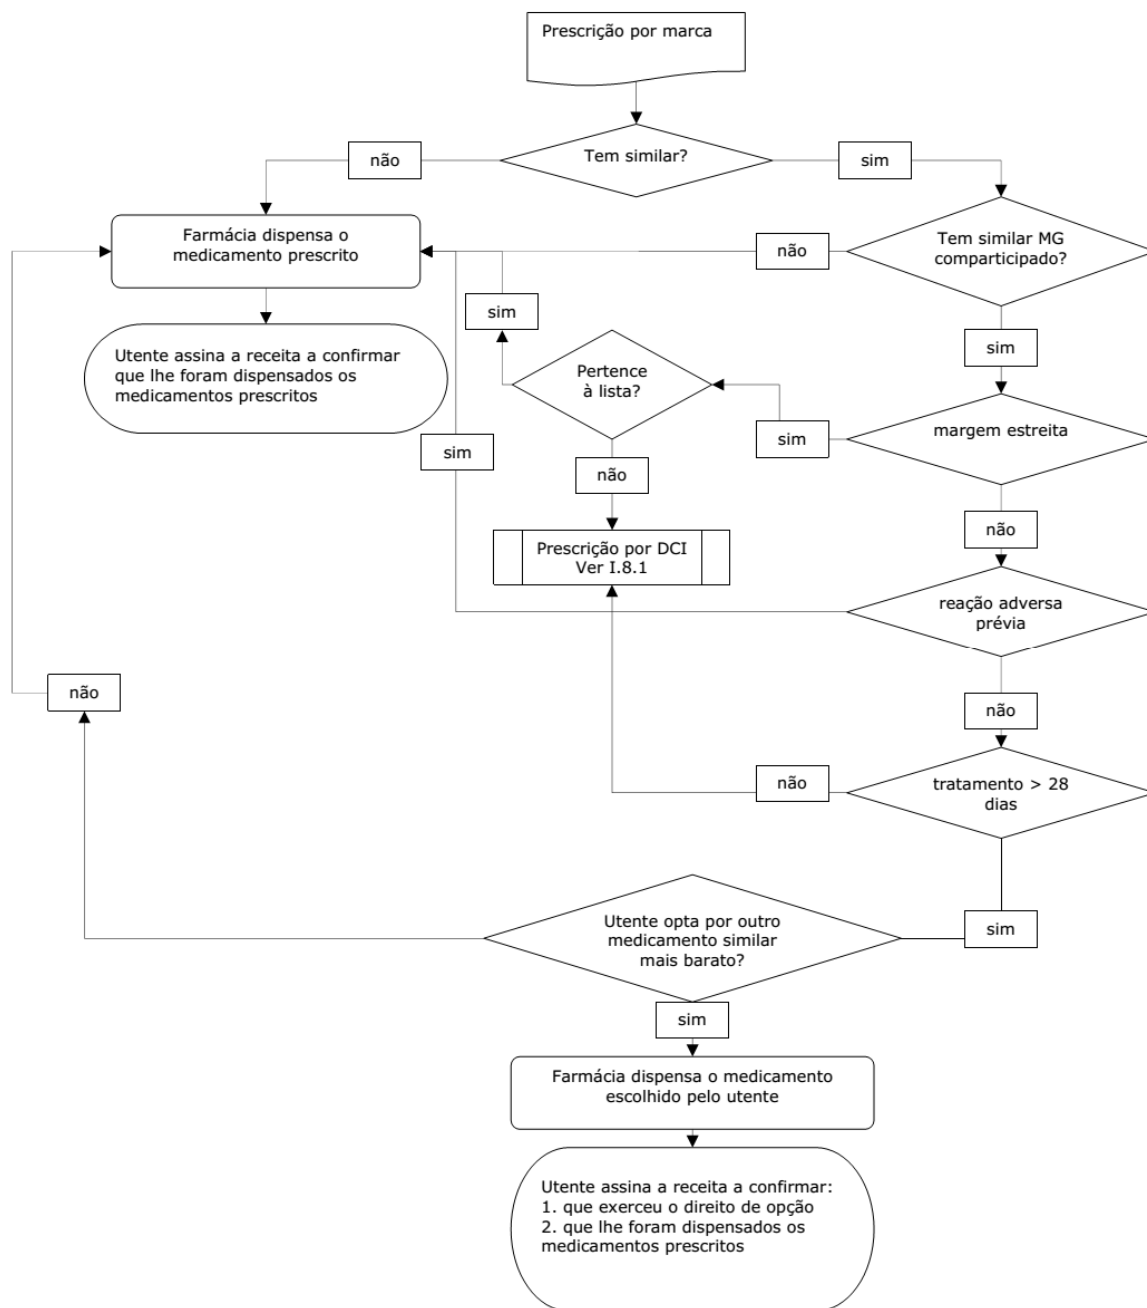 Prescrição por marca
não
Tem similar?
sim
Farmácia dispensa o
medicamento prescrito
não
Tem similar MG
comparticipado?
sim
sim
Utente assina a receita a confirmar
que lhe foram dispensados os
medicamentos prescritos
Pertence
à lista?
sim
sim
margem estreita
não
não
Prescrição por DCI
Ver I.8.1
reação adversa
prévia
não
não
não
tratamento > 28
dias
sim
Utente opta por outro
medicamento similar
mais barato?
sim
Farmácia dispensa o medicamento
escolhido pelo utente
Utente assina a receita a confirmar:
1. que exerceu o direito de opção
2. que lhe foram dispensados os
medicamentos prescritos